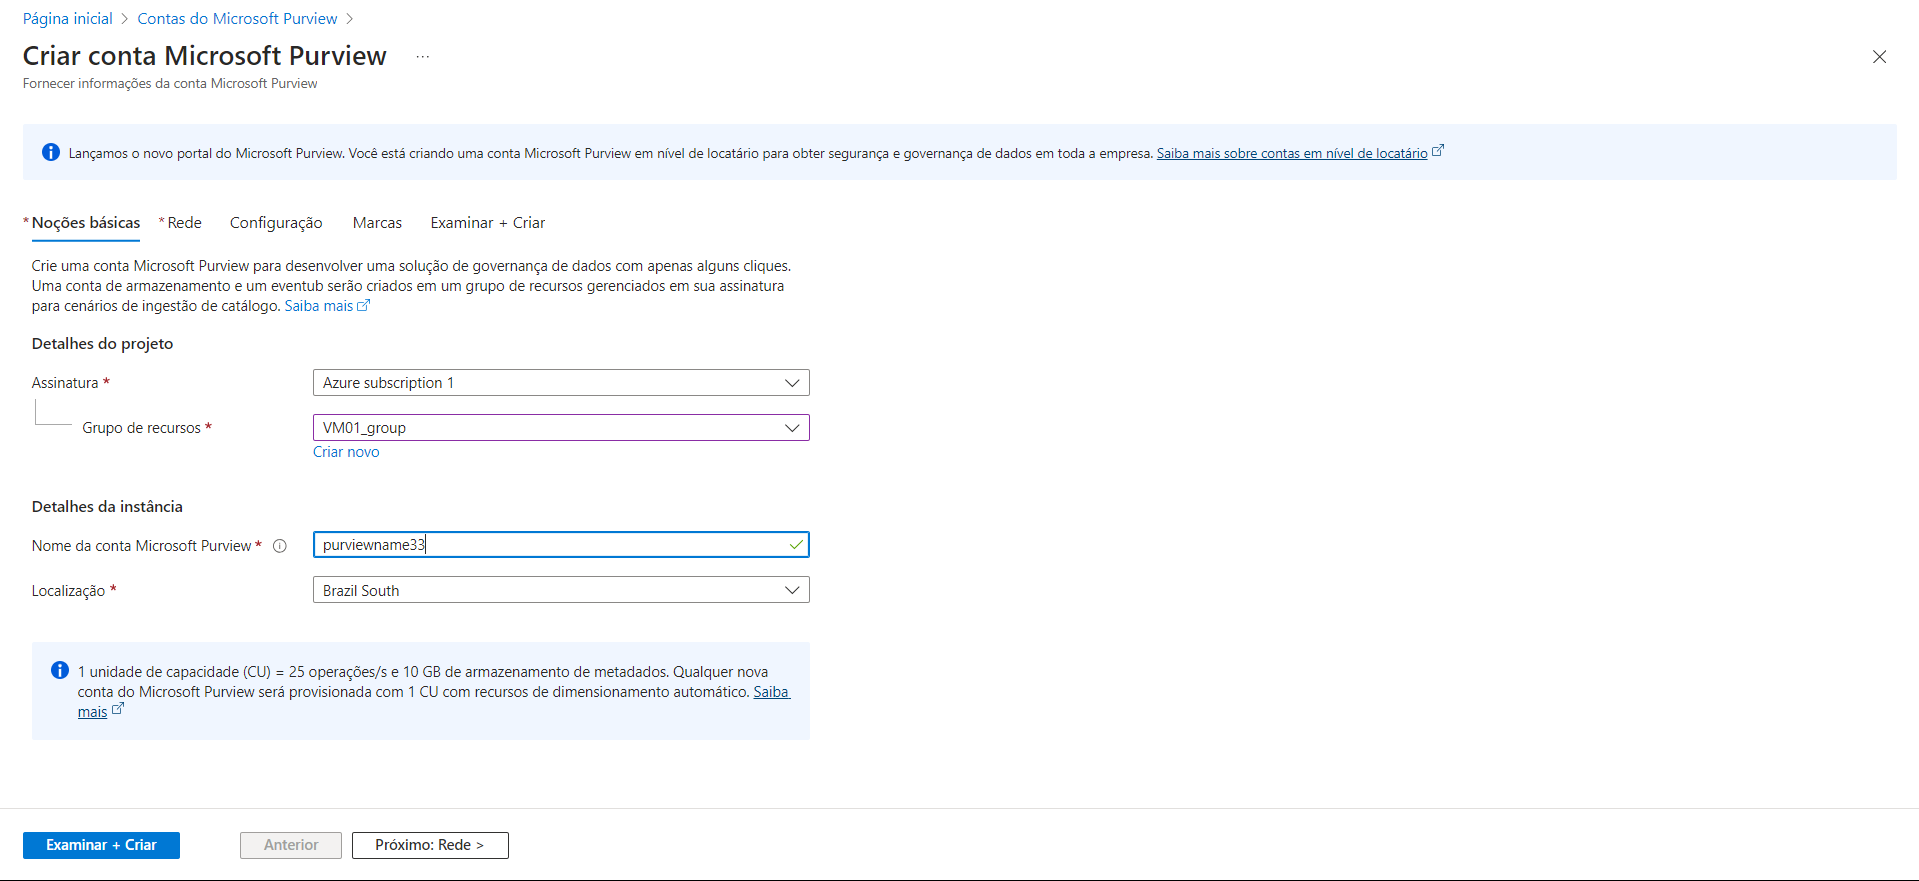 Página inicial > Contas do Microsoft Purview >
Criar conta Microsoft Purview ...
Fornecer informações da conta Microsoft Purview
Lançamos o novo portal do Microsoft Purview. Você está criando uma conta Microsoft Purview em nível de locatário para obter segurança e governança de dados em toda a empresa. Saiba mais sobre contas em nível de locatário
* Noções básicas * Rede Configuração Marcas Examinar + Criar
Crie uma conta Microsoft Purview para desenvolver uma solução de governança de dados com apenas alguns cliques.
Uma conta de armazenamento e um eventub serão criados em um grupo de recursos gerenciados em sua assinatura
para cenários de ingestão de catálogo. Saiba mais
Detalhes do projeto
Assinatura * Azure subscription 1
Grupo de recursos * VM01_group
Criar novo
Detalhes da instância
Nome da conta Microsoft Purview * purviewname33
Localização * Brazil South
1 unidade de capacidade (CU) = 25 operações/s e 10 GB de armazenamento de metadados. Qualquer nova
conta do Microsoft Purview será provisionada com 1 CU com recursos de dimensionamento automático. Saiba
mais
Examinar + Criar Anterior Próximo: Rede >